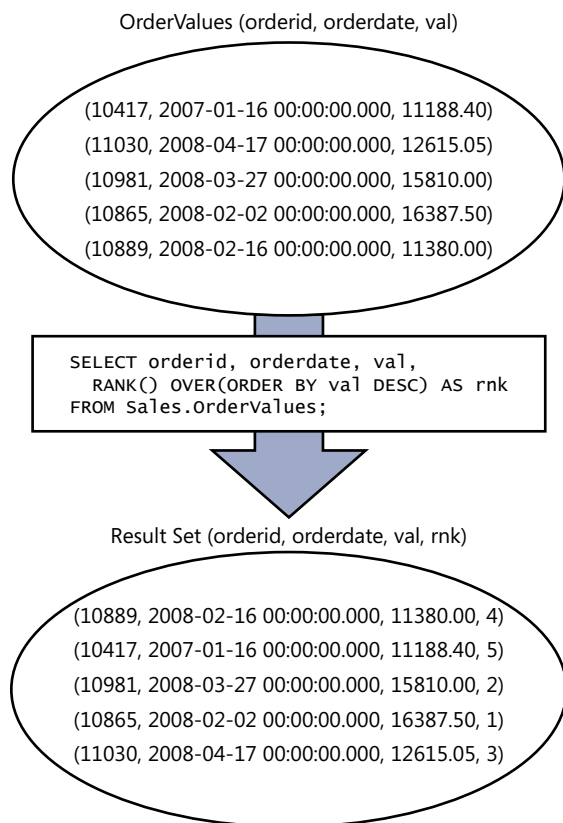 OrderValues (orderid, orderdate, val)
(10417, 2007-01-16 00:00:00.000, 11188.40)
(11030, 2008-04-17 00:00:00.000, 12615.05)
(10981, 2008-03-27 00:00:00.000, 15810.00)
(10865, 2008-02-02 00:00:00.000, 16387.50)
(10889, 2008-02-16 00:00:00.000, 11380.00)
SELECT orderid, orderdate, val,
RANK() OVER(ORDER BY val DESC) AS rnk
FROM Sales.OrderValues;
Result Set (orderid, orderdate, val, rnk)
(10889, 2008-02-16 00:00:00.000, 11380.00, 4)
(10417, 2007-01-16 00:00:00.000, 11188.40, 5)
(10981, 2008-03-27 00:00:00.000, 15810.00, 2)
(10865, 2008-02-02 00:00:00.000, 16387.50, 1)
(11030, 2008-04-17 00:00:00.000, 12615.05, 3)